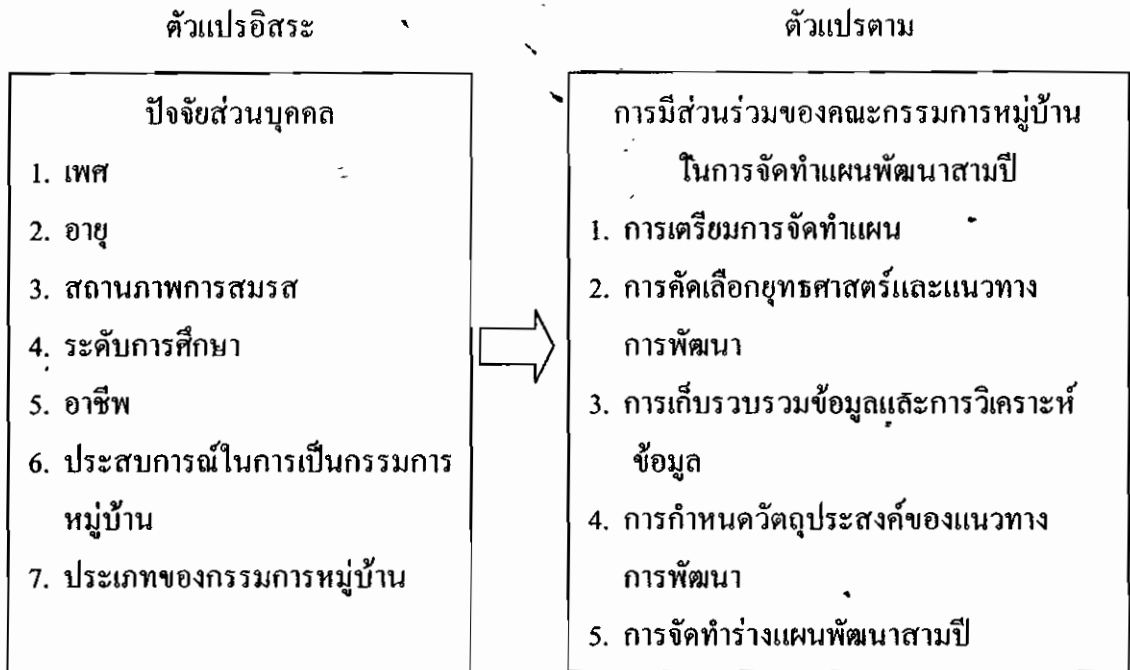 ตัวแปรอิสระ
ตัวแปรตาม
ปัจจัยส่วนบุคคล
1. เพศ
2. อายุ
3. สถานภาพการสมรส
4. ระดับการศึกษา
5. อาชีพ
6. ประสบการณ์ในการเป็นกรรมการ
หมู่บ้าน
7. ประเภทของกรรมการหมู่บ้าน
การมีส่วนร่วมของคณะกรรมการหมู่บ้าน
ในการจัดทำแผนพัฒนาสามปี
1. การเตรียมการจัดทำแผน
2. การคัดเลือกยุทธศาสตร์และแนวทาง
การพัฒนา
3. การเก็บรวบรวมข้อมูลและการวิเคราะห์
ข้อมูล
4. การกำหนดวัตถุประสงค์ของแนวทาง
การพัฒนา
5. การจัดทำร่างแผนพัฒนาสามปี